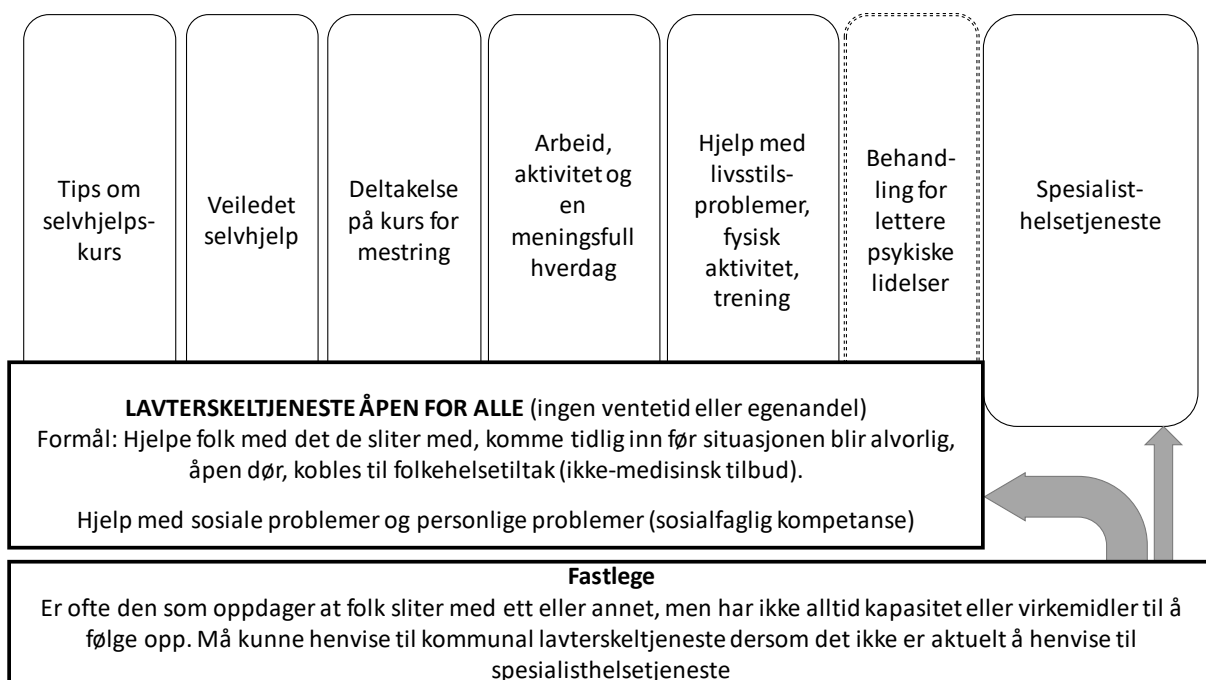 Tips om
selvhjelps-
kurs
Veiledet
selvhjelp
Deltakelse
på kurs for
mestring
Arbeid,
aktivitet og
en
meningsfull
hverdag
Hjelp med
livsstils-
problemer,
fysisk
aktivitet,
trening
Behand-
ling for
lettere
psykiske
lidelser
Spesialist-
helsetjeneste
LAVTERSKELTJENESTE ÅPEN FOR ALLE (ingen ventetid eller egenandel)
Formål: Hjelpe folk med det de sliter med, komme tidlig inn før situasjonen blir alvorlig,
åpen dør, kobles til folkehelsetiltak (ikke-medisinsk tilbud).
Hjelp med sosiale problemer og personlige problemer (sosialfaglig kompetanse)
Fastlege
Er ofte den som oppdager at folk sliter med ett eller annet, men har ikke alltid kapasitet eller virkemidler til å
følge opp. Må kunne henvise til kommunal lavterskeltjeneste dersom det ikke er aktuelt å henvise til
spesialisthelsetjeneste